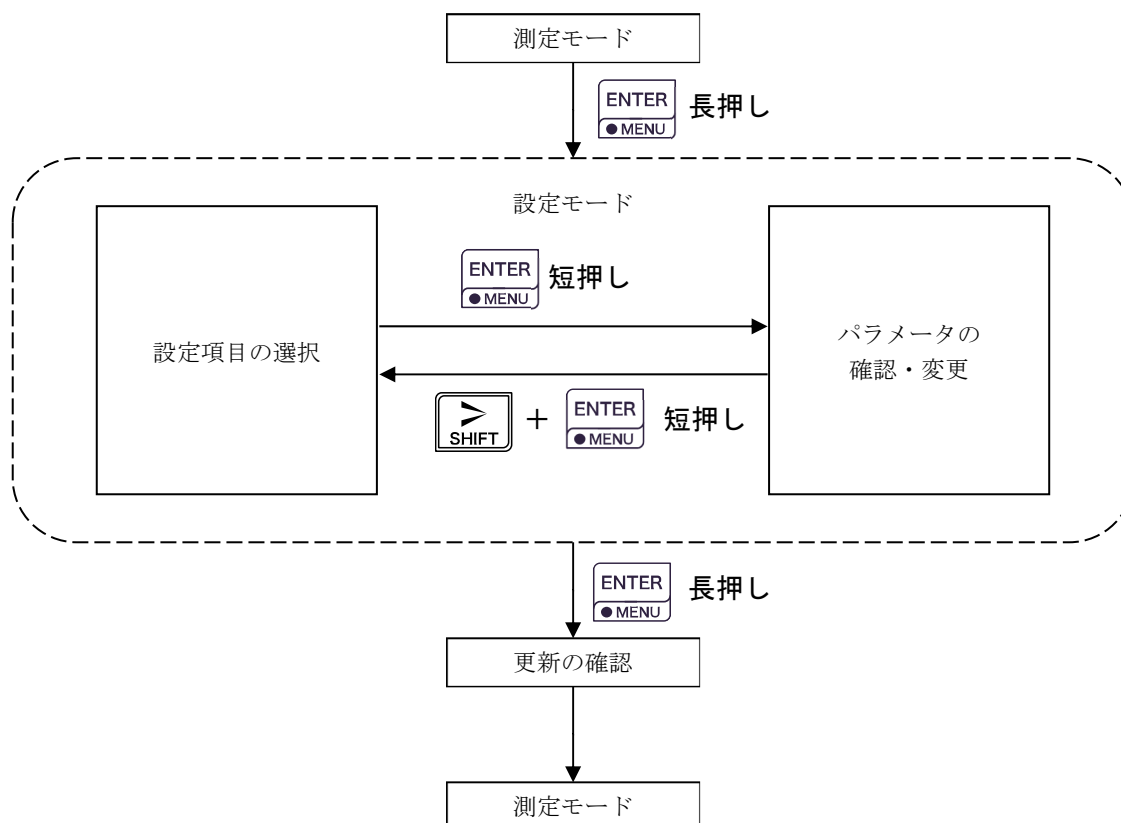 測定モード
ENTER
●MENU
長押し
設定モード
ENTER
●MENU
短押し
設定項目の選択
パラメータの
確認・変更
SHIFT
＋
ENTER
●MENU
短押し
ENTER
●MENU
長押し
更新の確認
測定モード